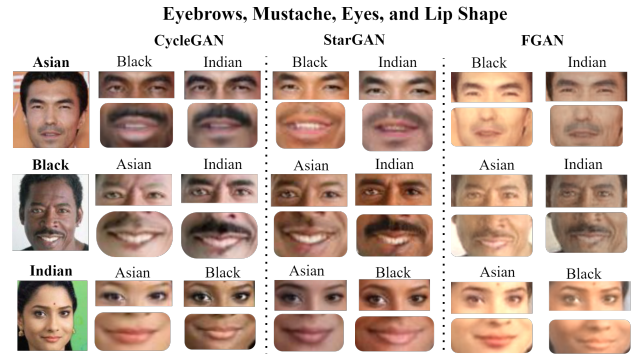 Eyebrows, Mustache, Eyes, and Lip Shape
CycleGAN StarGAN FGAN
Asian Black Indian Black Indian Black Indian
Black Asian Indian Asian Indian Asian Indian
Indian Asian Black Asian Black Asian Black